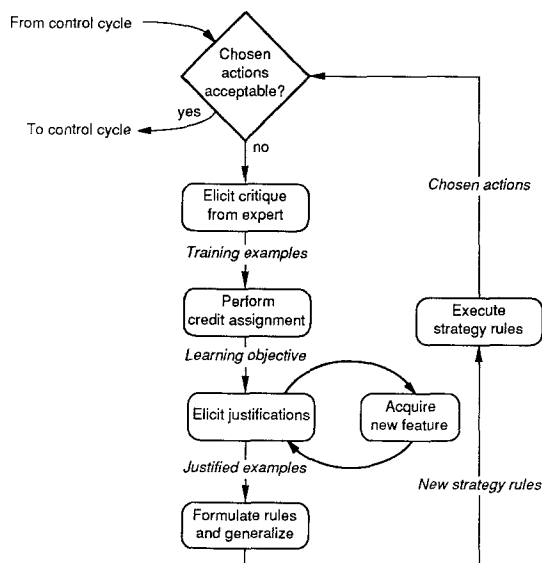 From control cycle
Chosen
actions
acceptable?
yes
To control cycle
no
Chosen actions
Elicit critique
from expert
Training examples
Perform
credit assignment
Execute
strategy rules
Learning objective
Elicit justifications
Acquire
new feature
Justified examples
New strategy rules
Formulate rules
and generalize